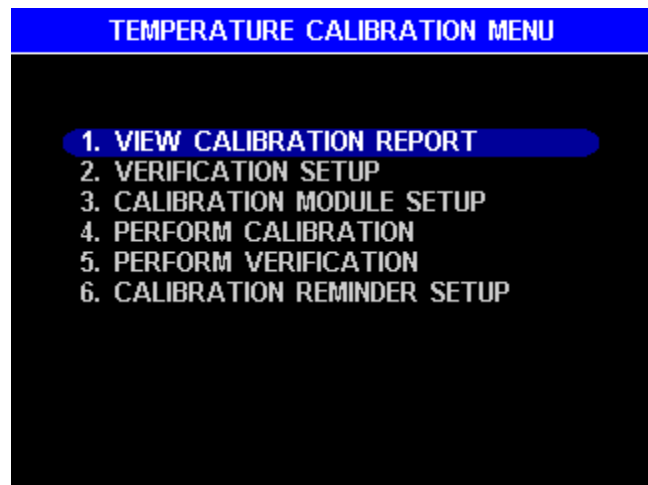 TEMPERATURE CALIBRATION MENU
1. VIEW CALIBRATION REPORT
2. VERIFICATION SETUP
3. CALIBRATION MODULE SETUP
4. PERFORM CALIBRATION
5. PERFORM VERIFICATION
6. CALIBRATION REMINDER SETUP